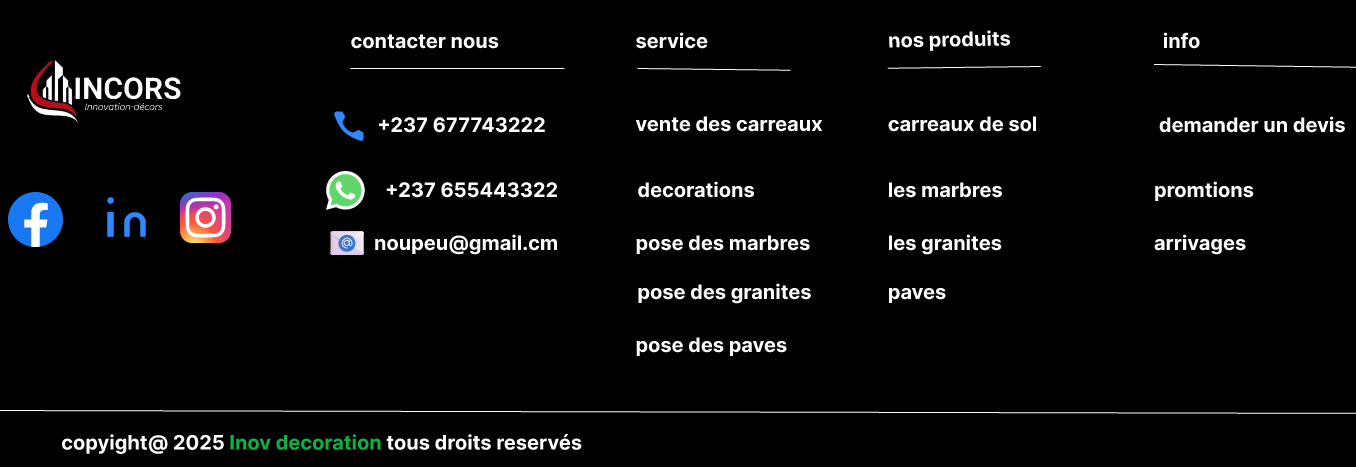 INCORS
Innovation-décors
in
contacter nous
+237 677743222
+237 655443322
@ noupeu@gmail.cm
service
vente des carreaux
decorations
pose des marbres
pose des granites
pose des paves
nos produits
carreaux de sol
les marbres
les granites
paves
info
demander un devis
promtions
arrivages
copyight@ 2025 Inov decoration tous droits reservés